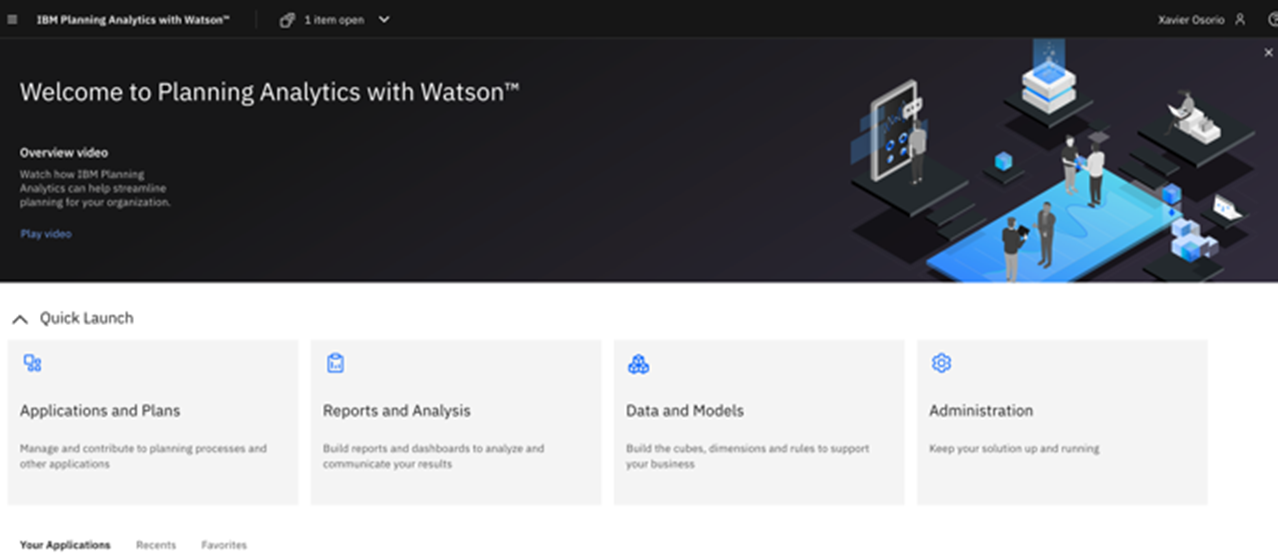 IBM Planning Analytics with Watson™
1 item open
Xavier Osorio
Welcome to Planning Analytics with Watson™
Overview video
Watch how IBM Planning
Analytics can help streamline
planning for your organization.
Play video
Quick Launch
Applications and Plans
Manage and contribute to planning processes and
other applications
Reports and Analysis
Build reports and dashboards to analyze and
communicate your results
Data and Models
Build the cubes, dimensions and rules to support
your business
Administration
Keep your solution up and running
Your Applications
Recents
Favorites